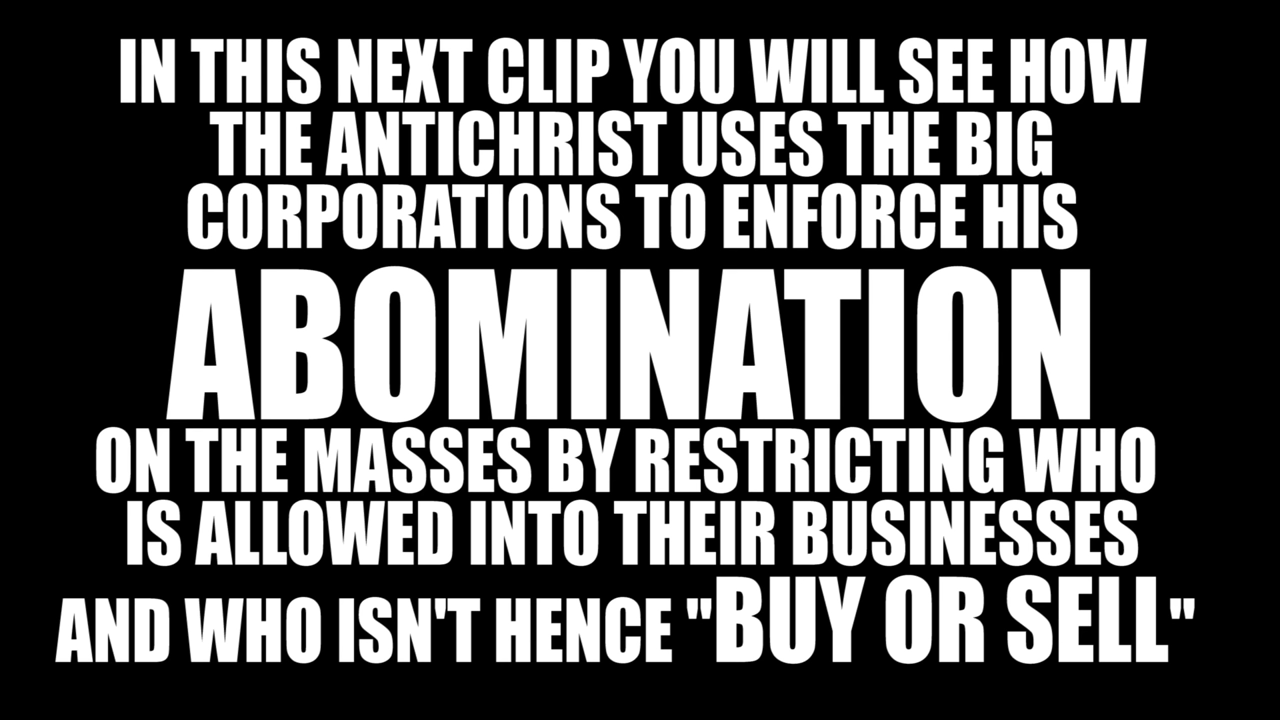 IN THIS NEXT CLIP YOU WILL SEE HOW
THE ANTICHRIST USES THE BIG
CORPORATIONS TO ENFORCE HIS
ABOMINATION
ON THE MASSES BY RESTRICTING WHO
IS ALLOWED INTO THEIR BUSINESSES
AND WHO ISN'T HENCE "BUY OR SELL"